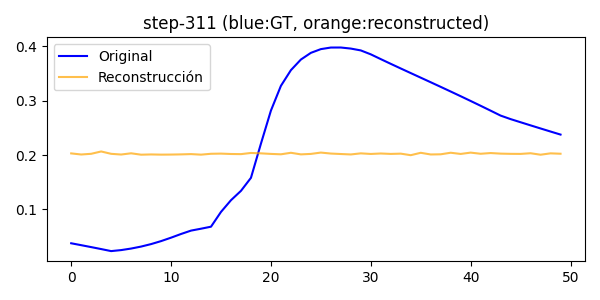 step-311 (blue:GT, orange:reconstructed)
Original
Reconstrucción
0.4
0.3
0.2
0.1
0 10 20 30 40 50